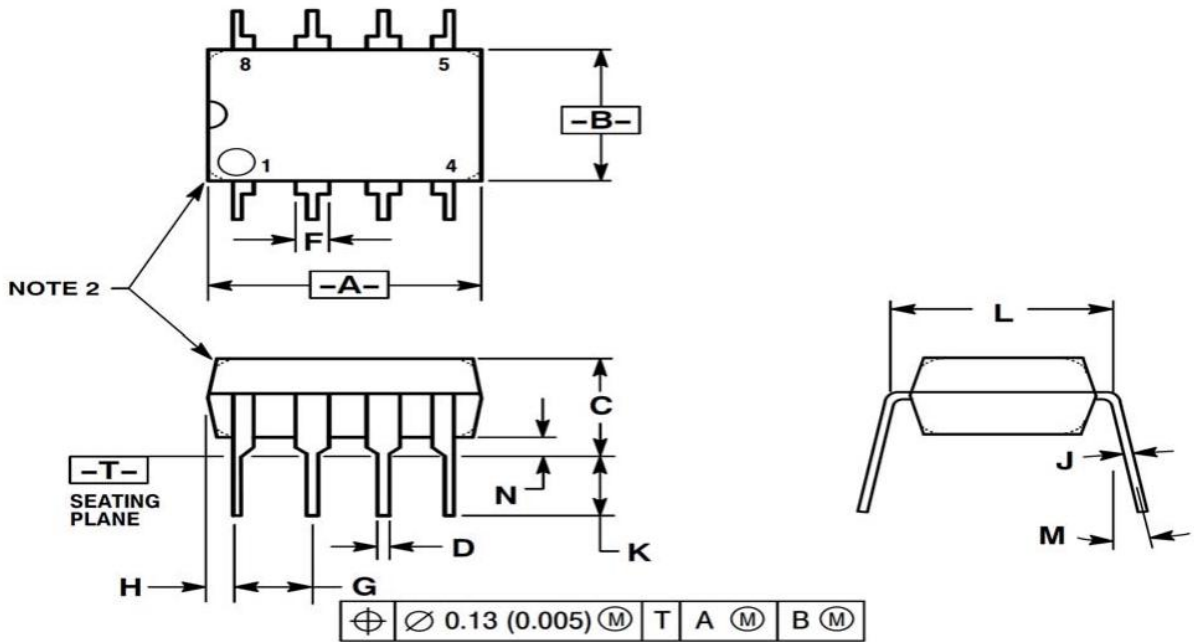 8 5
–B–
1 4
F
–A–
NOTE 2
L
C
–T–
SEATING
PLANE
N
J
M
D
K
H
G
⌖ ∅ 0.13 (0.005) Ⓜ T A Ⓜ B Ⓜ